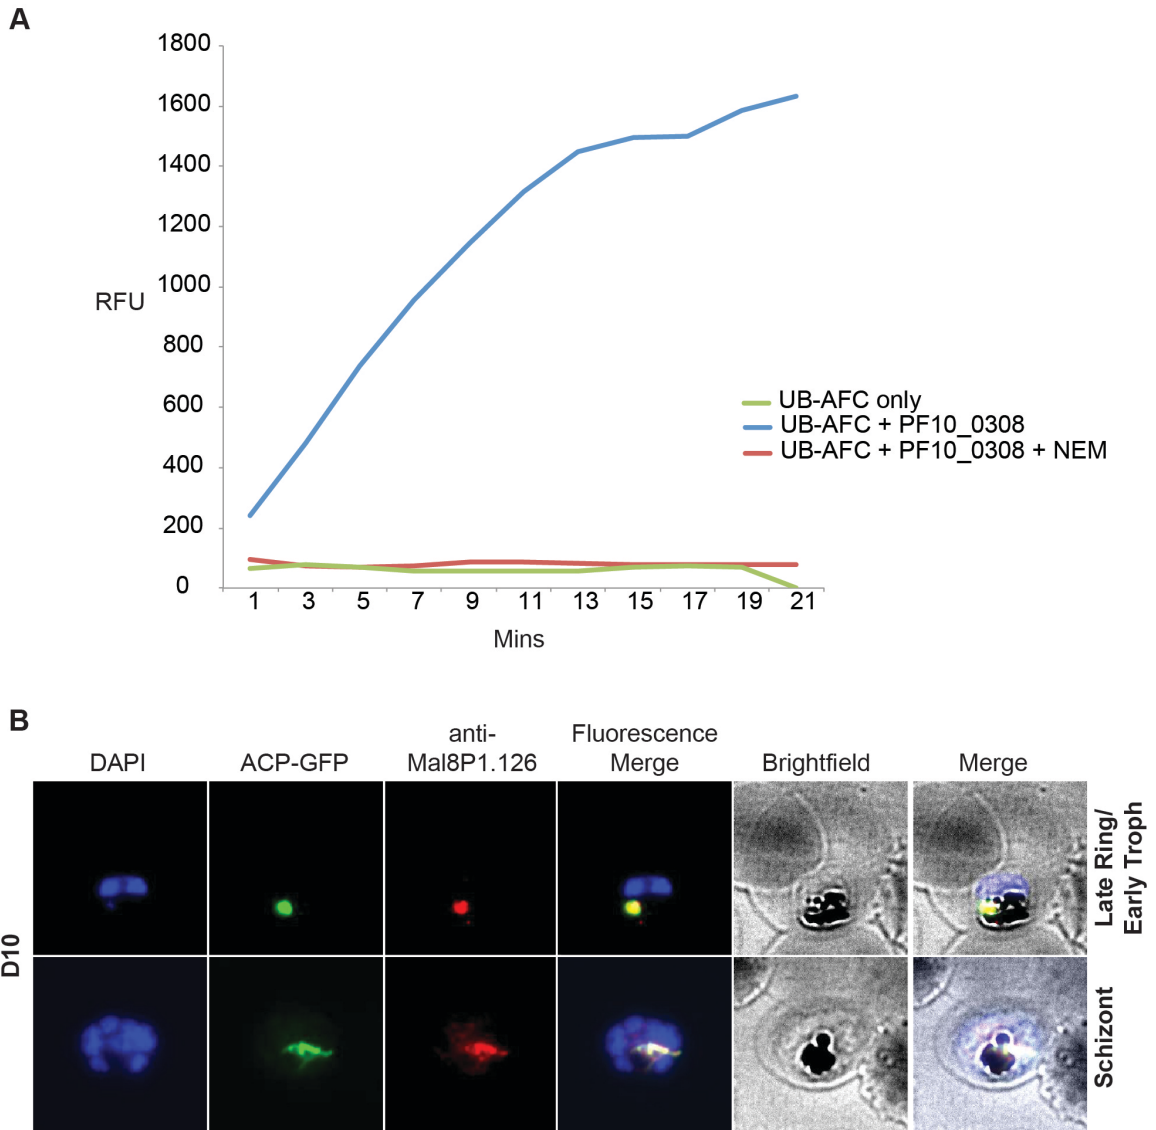 A
1800
1600
1400
1200
1000
800
600
400
200
0
RFU
1 3 5 7 9 11 13 15 17 19 21
Mins
UB-AFC only
UB-AFC + PF10_0308
UB-AFC + PF10_0308 + NEM
B
DAPI
ACP-GFP
anti-
Mal8P1.126
Fluorescence
Merge
Brightfield
Merge
D10
Late Ring/
Early Troph
Schizont